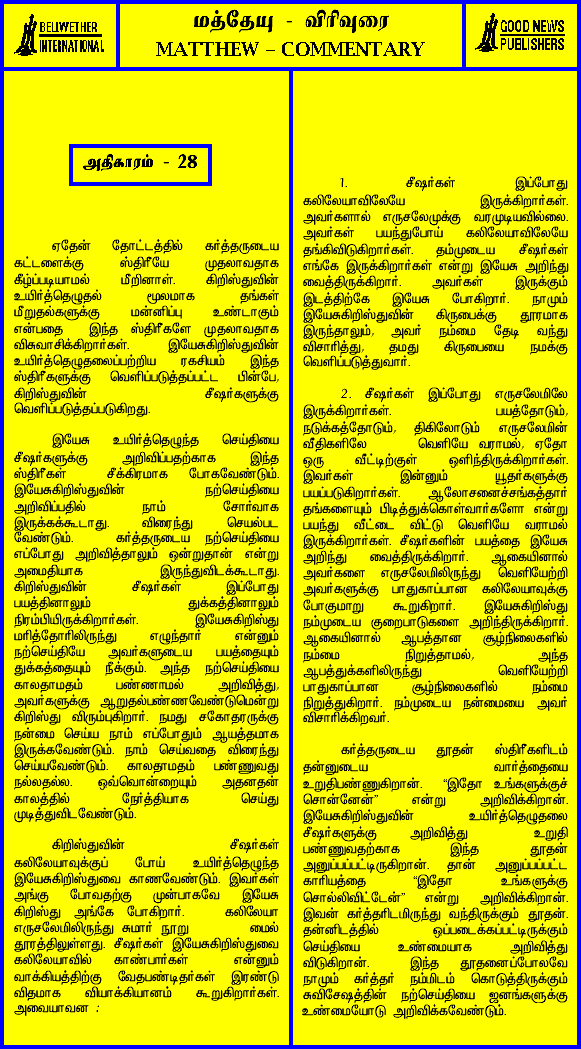 BELLWETHER
INTERNATIONAL
மத்தேயு - விரிவுரை
MATTHEW – COMMENTARY
GOOD NEWS
PUBLISHERS
அதிகாரம் - 28
ஏதேன் தோட்டத்தில் கர்த்தருடைய
கட்டளைக்கு ஸ்திரீயே முதலாவதாக
கீழ்ப்படியாமல் மீறினாள். கிறிஸ்துவின்
உயிர்த்தெழுதல் மூலமாக தங்கள்
மீறுதல்களுக்கு மன்னிப்பு உண்டாகும்
என்பதை இந்த ஸ்திரீகளே முதலாவதாக
விசுவாசிக்கிறார்கள். இயேசுகிறிஸ்துவின்
உயிர்த்தெழுதலைப்பற்றிய ரகசியம் இந்த
ஸ்திரீகளுக்கு வெளிப்படுத்தப்பட்ட பின்பே,
கிறிஸ்துவின் சீஷர்களுக்கு
வெளிப்படுத்தப்படுகிறது.
இயேசு உயிர்த்தெழுந்த செய்தியை
சீஷர்களுக்கு அறிவிப்பதற்காக இந்த
ஸ்திரீகள் சீக்கிரமாக போகவேண்டும்.
இயேசுகிறிஸ்துவின் நற்செய்தியை
அறிவிப்பதில் நாம் சோர்வாக
இருக்கக்கூடாது. விரைந்து செயல்பட
வேண்டும். கர்த்தருடைய நற்செய்தியை
எப்போது அறிவித்தாலும் ஒன்றுதான் என்று
அமைதியாக இருந்துவிடக்கூடாது.
கிறிஸ்துவின் சீஷர்கள் இப்போது
பயத்தினாலும் துக்கத்தினாலும்
நிரம்பியிருக்கிறார்கள். இயேசுகிறிஸ்து
மரித்தோரிலிருந்து எழுந்தார் என்னும்
நற்செய்தியே அவர்களுடைய பயத்தையும்
துக்கத்தையும் நீக்கும். அந்த நற்செய்தியை
காலதாமதம் பண்ணாமல் அறிவித்து,
அவர்களுக்கு ஆறுதல்பண்ணவேண்டுமென்று
கிறிஸ்து விரும்புகிறார். நமது சகோதரருக்கு
நன்மை செய்ய நாம் எப்போதும் ஆயத்தமாக
இருக்கவேண்டும். நாம் செய்வதை விரைந்து
செய்யவேண்டும். காலதாமதம் பண்ணுவது
நல்லதல்ல. ஒவ்வொன்றையும் அதனதன்
காலத்தில் நேர்த்தியாக செய்து
முடித்துவிடவேண்டும்.
கிறிஸ்துவின் சீஷர்கள்
கலிலேயாவுக்குப் போய் உயிர்த்தெழுந்த
இயேசுகிறிஸ்துவை காணவேண்டும். இவர்கள்
அங்கு போவதற்கு முன்பாகவே இயேசு
கிறிஸ்து அங்கே போகிறார். கலிலேயா
எருசலேமிலிருந்து சுமார் நூறு மைல்
தூரத்திலுள்ளது. சீஷர்கள் இயேசுகிறிஸ்துவை
கலிலேயாவில் காண்பார்கள் என்னும்
வாக்கியத்திற்கு வேதபண்டிதர்கள் இரண்டு
விதமாக வியாக்கியானம் கூறுகிறார்கள்.
அவையாவன :
1. சீஷர்கள் இப்போது
கலிலேயாவிலேயே இருக்கிறார்கள்.
அவர்களால் எருசலேமுக்கு வரமுடியவில்லை.
அவர்கள் பயந்துபோய் கலிலேயாவிலேயே
தங்கிவிடுகிறார்கள். தம்முடைய சீஷர்கள்
எங்கே இருக்கிறார்கள் என்று இயேசு அறிந்து
வைத்திருக்கிறார். அவர்கள் இருக்கும்
இடத்திற்கே இயேசு போகிறார். நாமும்
இயேசுகிறிஸ்துவின் கிருபைக்கு தூரமாக
இருந்தாலும், அவர் நம்மை தேடி வந்து
விசாரித்து, தமது கிருபையை நமக்கு
வெளிப்படுத்துவார்.
2. சீஷர்கள் இப்போது எருசலேமிலே
இருக்கிறார்கள். பயத்தோடும்,
நடுக்கத்தோடும், திகிலோடும் எருசலேமின்
வீதிகளிலே வெளியே வராமல், ஏதோ
ஒரு வீட்டிற்குள் ஒளிந்திருக்கிறார்கள்.
இவர்கள் இன்னும் யூதர்களுக்கு
பயப்படுகிறார்கள். ஆலோசனைச்சங்கத்தார்
தங்களையும் பிடித்துக்கொள்வார்களோ என்று
பயந்து வீட்டை விட்டு வெளியே வராமல்
இருக்கிறார்கள். சீஷர்களின் பயத்தை இயேசு
அறிந்து வைத்திருக்கிறார். ஆகையினால்
அவர்களை எருசலேமிலிருந்து வெளியேற்றி
அவர்களுக்கு பாதுகாப்பான கலிலேயாவுக்கு
போகுமாறு கூறுகிறார். இயேசுகிறிஸ்து
நம்முடைய குறைபாடுகளை அறிந்திருக்கிறார்.
ஆகையினால் ஆபத்தான சூழ்நிலைகளில்
நம்மை நிறுத்தாமல், அந்த
ஆபத்துக்களிலிருந்து வெளியேற்றி
பாதுகாப்பான சூழ்நிலைகளில் நம்மை
நிறுத்துகிறார். நம்முடைய நன்மையை அவர்
விசாரிக்கிறவர்.
கர்த்தருடைய தூதன் ஸ்திரீகளிடம்
தன்னுடைய வார்த்தையை
உறுதிபண்ணுகிறான். “இதோ உங்களுக்குச்
சொன்னேன்” என்று அறிவிக்கிறான்.
இயேசுகிறிஸ்துவின் உயிர்த்தெழுதலை
சீஷர்களுக்கு அறிவித்து உறுதி
பண்ணுவதற்காக இந்த தூதன்
அனுப்பப்பட்டிருகிறான். தான் அனுப்பப்பட்ட
காரியத்தை “இதோ உங்களுக்கு
சொல்லிவிட்டேன்” என்று அறிவிக்கிறான்.
இவன் கர்த்தரிடமிருந்து வந்திருக்கும் தூதன்.
தன்னிடத்தில் ஒப்படைக்கப்பட்டிருக்கும்
செய்தியை உண்மையாக அறிவித்து
விடுகிறான். இந்த தூதனைப்போலவே
நாமும் கர்த்தர் நம்மிடம் கொடுத்திருக்கும்
சுவிசேஷத்தின் நற்செய்தியை ஜனங்களுக்கு
உண்மையோடு அறிவிக்கவேண்டும்.